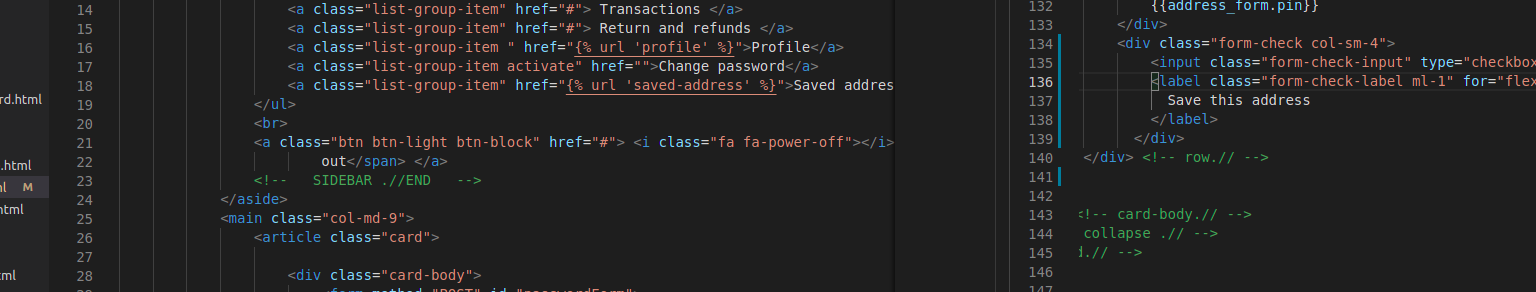 rd.html
.html
ml M
html
ml
14 <a class="list-group-item" href="#"> Transactions </a>
15 <a class="list-group-item" href="#"> Return and refunds </a>
16 <a class="list-group-item " href="{% url 'profile' %}">Profile</a>
17 <a class="list-group-item activate" href="">Change password</a>
18 <a class="list-group-item" href="{% url 'saved-address' %}">Saved addres
19 </ul>
20 <br>
21 <a class="btn btn-light btn-block" href="#"> <i class="fa fa-power-off"></i>
22 out</span> </a>
23 <!-- SIDEBAR .//END -->
24 </aside>
25 <main class="col-md-9">
26 <article class="card">
27
28 <div class="card-body">
29 <form method="POST" id="passwordForm">
132 {{address_form.pin}}
133 </div>
134 <div class="form-check col-sm-4">
135 <input class="form-check-input" type="checkbox
136 <label class="form-check-label ml-1" for="flex
137 Save this address
138 </label>
139 </div>
140 </div> <!-- row.// -->
141
142
143 <!-- card-body.// -->
144 collapse .// -->
145 d.// -->
146
147